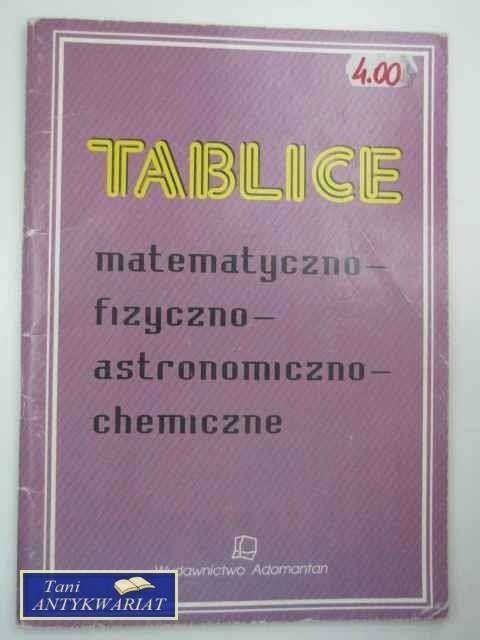 4.00
TABLICE
matematyczno-
fizyczno-
astronomiczno-
chemiczne
Wydawnictwo Adamantan
Tani
ANTYKWARIAT